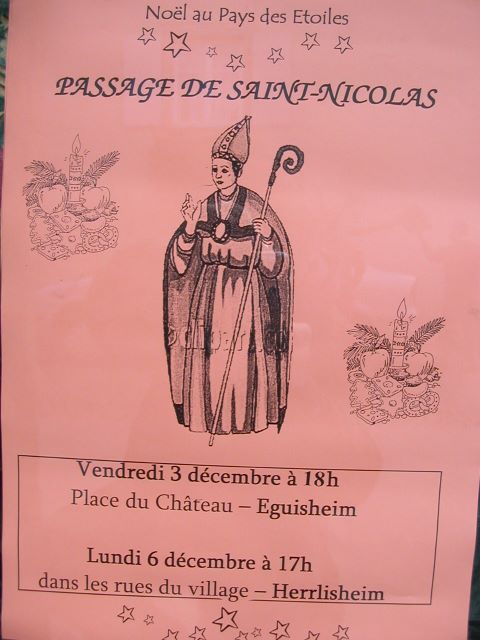 Noël au Pays des Etoiles
PASSAGE DE SAINT-NICOLAS
Vendredi 3 décembre à 18h
Place du Château – Eguisheim
Lundi 6 décembre à 17h
dans les rues du village – Herrlisheim